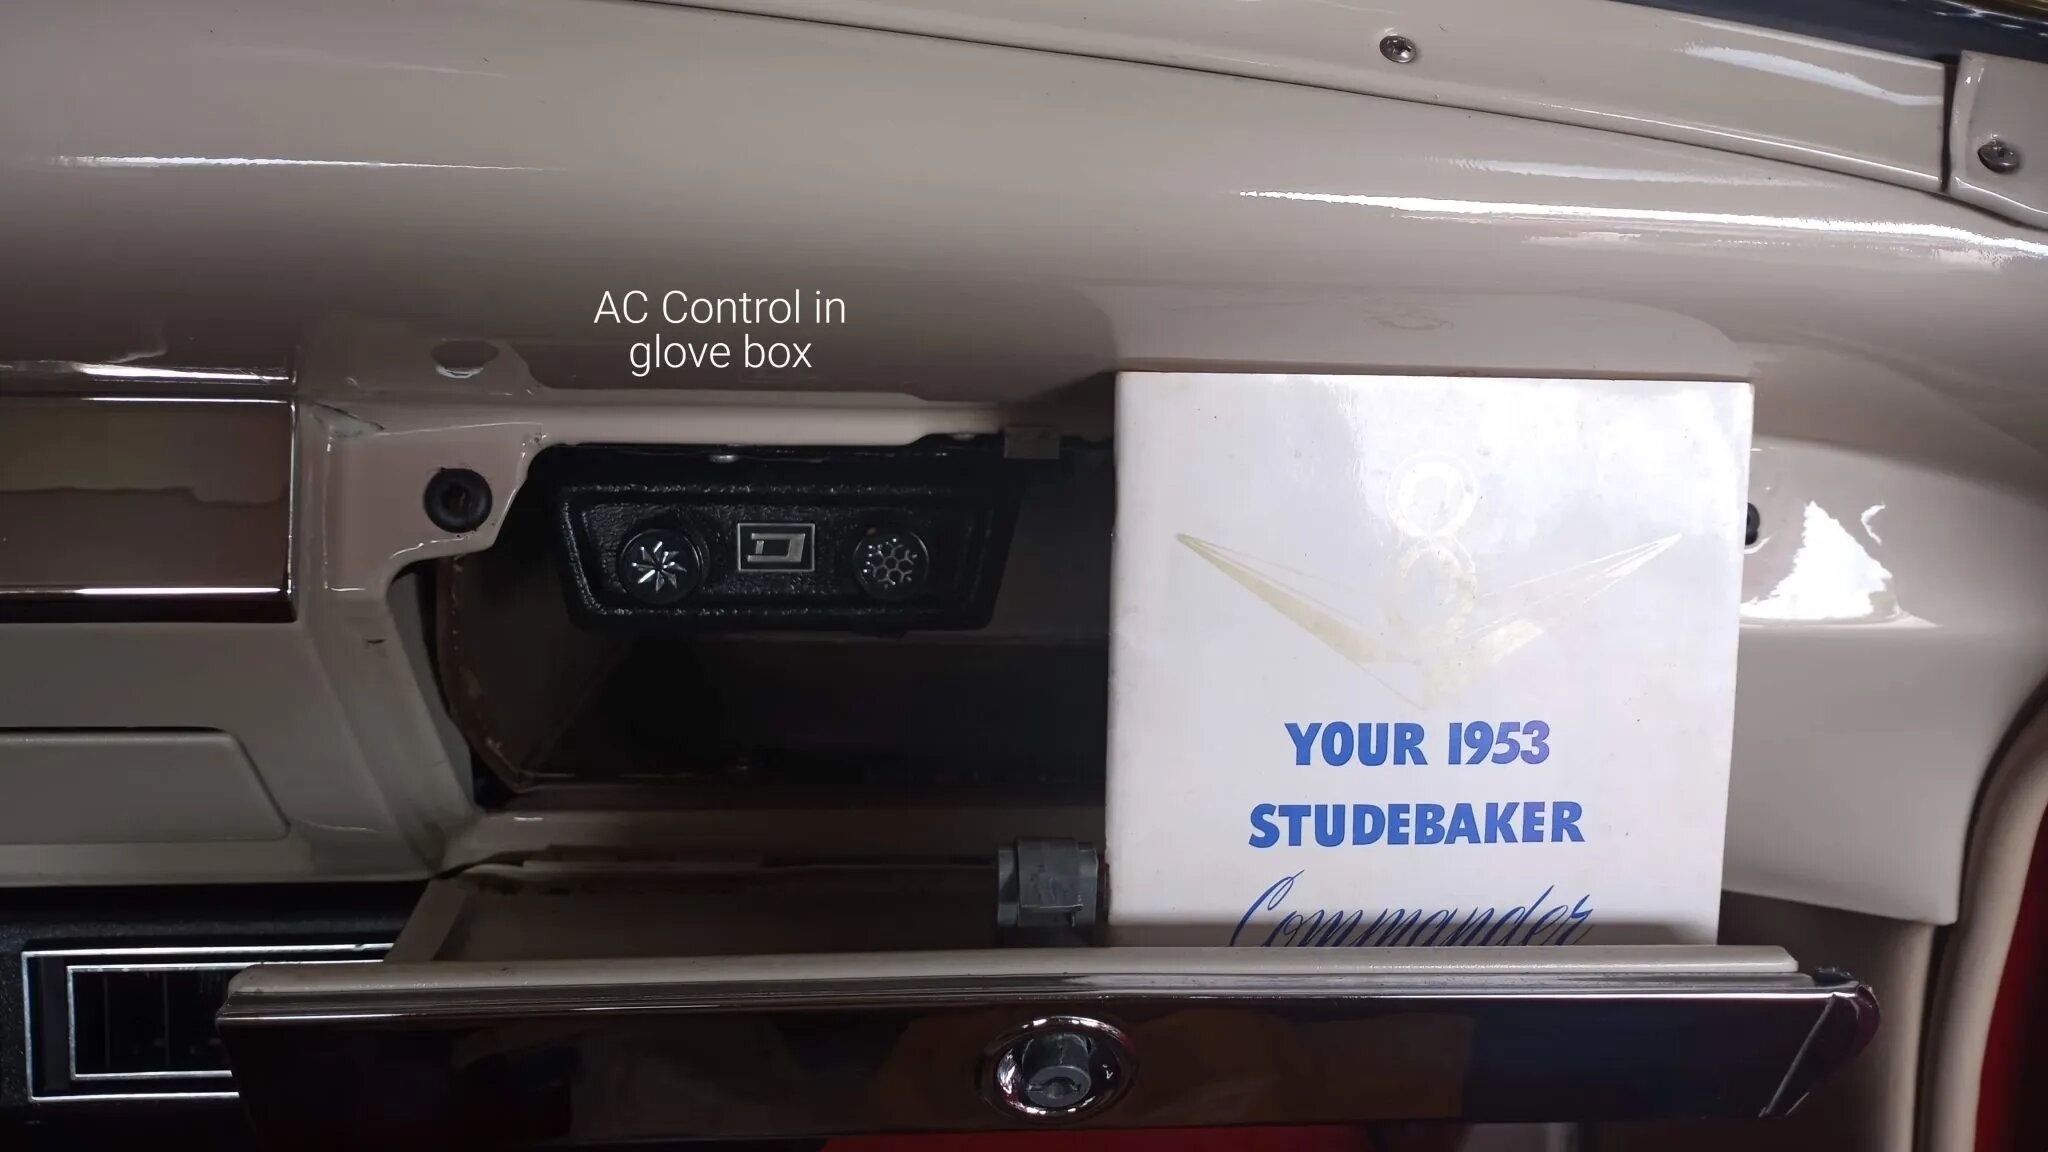 AC Control in
glove box
8
YOUR 1953
STUDEBAKER
Commander